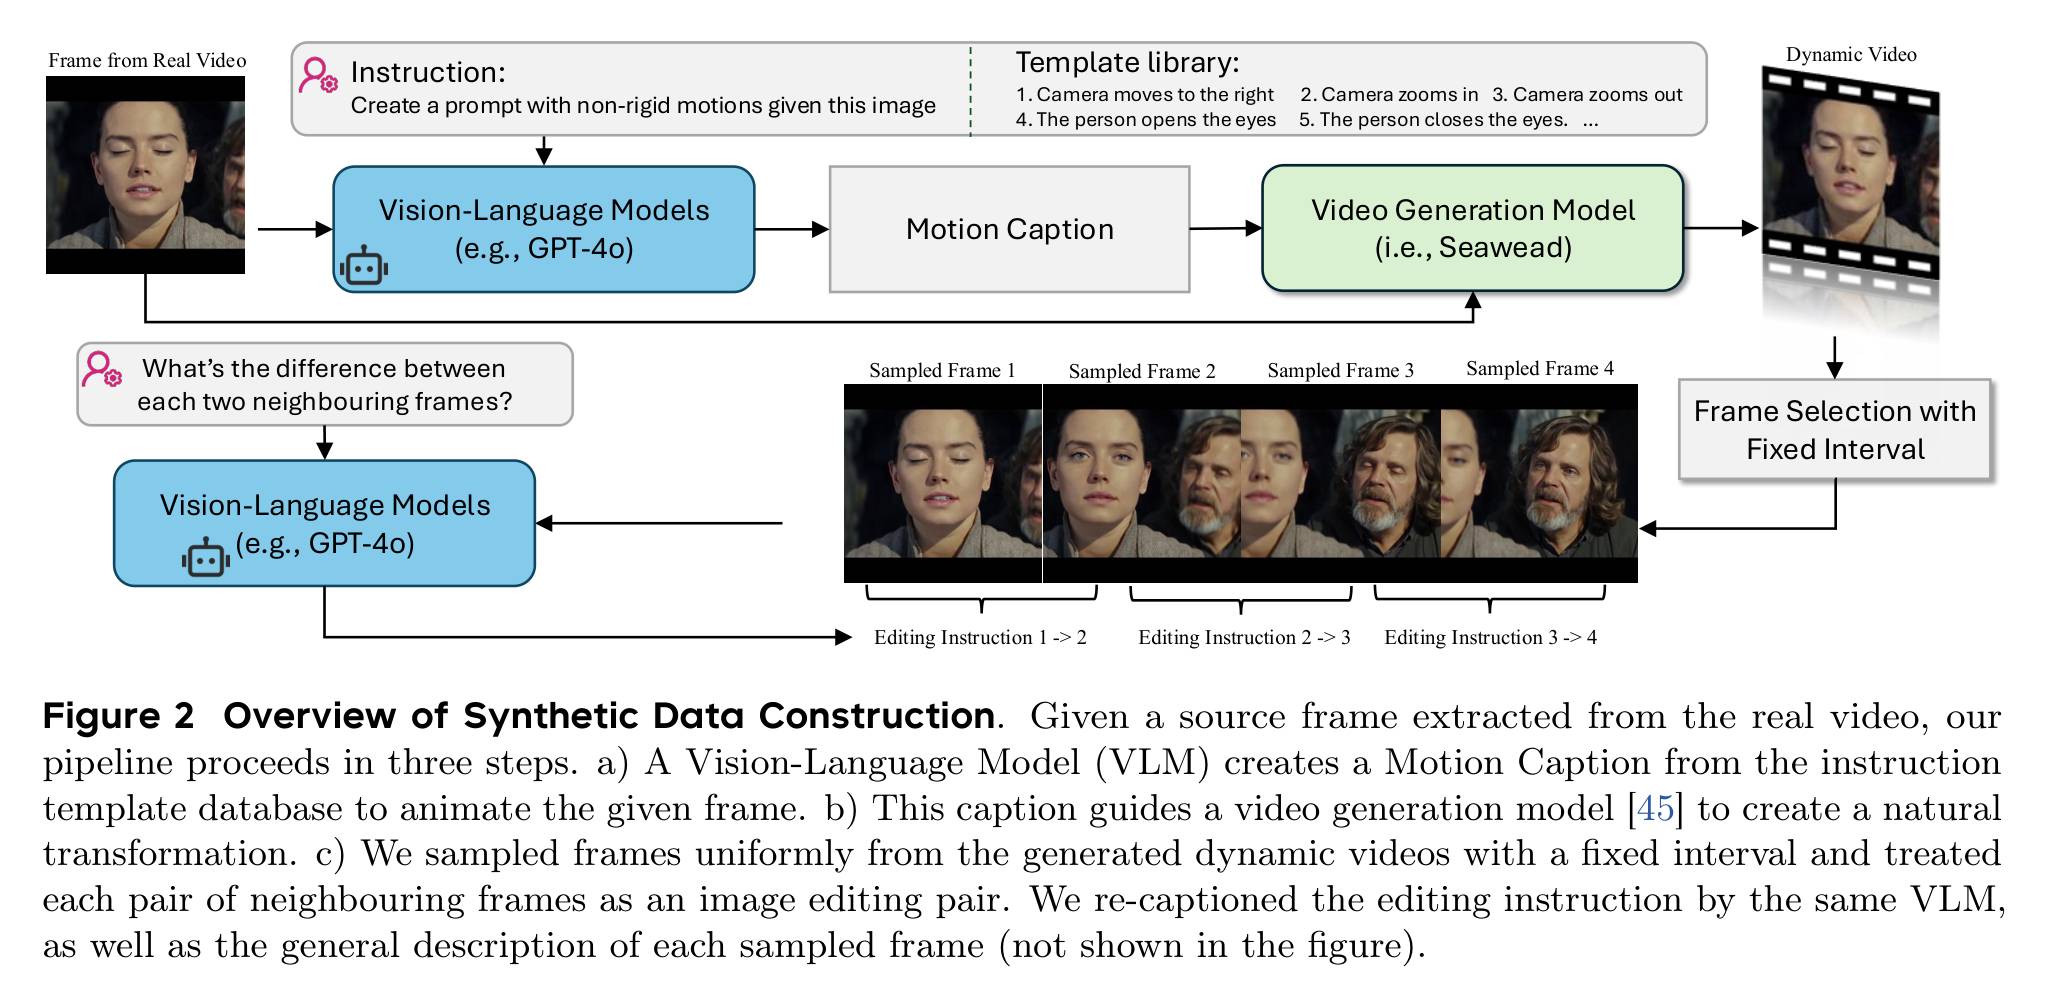 Frame from Real Video
Instruction:
Create a prompt with non-rigid motions given this image
Template library:
1. Camera moves to the right 2. Camera zooms in 3. Camera zooms out
4. The person opens the eyes 5. The person closes the eyes. ...
Dynamic Video
Vision-Language Models
(e.g., GPT-4o)
Motion Caption
Video Generation Model
(i.e., Seawead)
What's the difference between
each two neighbouring frames?
Sampled Frame 1
Sampled Frame 2
Sampled Frame 3
Sampled Frame 4
Frame Selection with
Fixed Interval
Vision-Language Models
(e.g., GPT-4o)
Editing Instruction 1 -> 2
Editing Instruction 2 -> 3
Editing Instruction 3 -> 4
Figure 2 Overview of Synthetic Data Construction. Given a source frame extracted from the real video, our
pipeline proceeds in three steps. a) A Vision-Language Model (VLM) creates a Motion Caption from the instruction
template database to animate the given frame. b) This caption guides a video generation model [45] to create a natural
transformation. c) We sampled frames uniformly from the generated dynamic videos with a fixed interval and treated
each pair of neighbouring frames as an image editing pair. We re-captioned the editing instruction by the same VLM,
as well as the general description of each sampled frame (not shown in the figure).